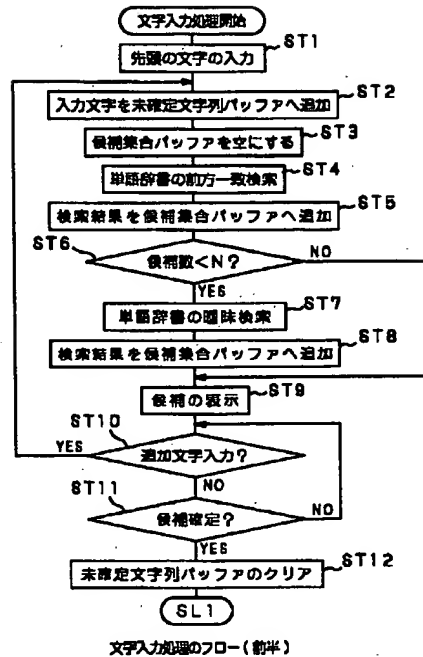 文字入力処理開始
ST1
先頭の文字の入力
ST2
入力文字を未確定文字列バッファへ追加
ST3
候補集合バッファを空にする
ST4
単語辞書の前方一致検索
ST5
検索結果を候補集合バッファへ追加
ST6
候補数<N?
NO
YES
ST7
単語辞書の曖昧検索
ST8
検索結果を候補集合バッファへ追加
ST9
候補の表示
ST10
YES
追加文字入力?
NO
ST11
候補確定?
NO
YES
ST12
未確定文字列バッファのクリア
SL1
文字入力処理のフロー(前半)